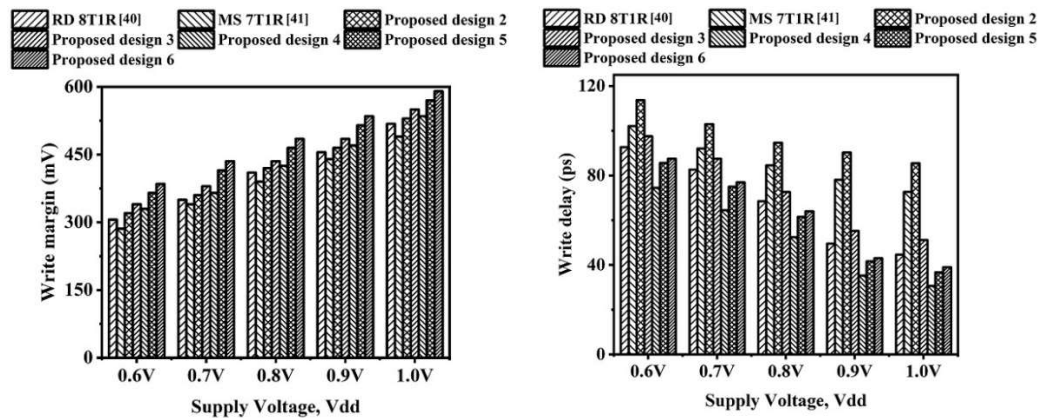 RD 8T1R[40] MS 7T1R[41] Proposed design 2
Proposed design 3 Proposed design 4 Proposed design 5
Proposed design 6
600
450
300
150
0
Write margin (mV)
0.6V 0.7V 0.8V 0.9V 1.0V
Supply Voltage, Vdd
RD 8T1R[40] MS 7T1R[41] Proposed design 2
Proposed design 3 Proposed design 4 Proposed design 5
Proposed design 6
120
80
40
0
Write delay (ps)
0.6V 0.7V 0.8V 0.9V 1.0V
Supply Voltage, Vdd